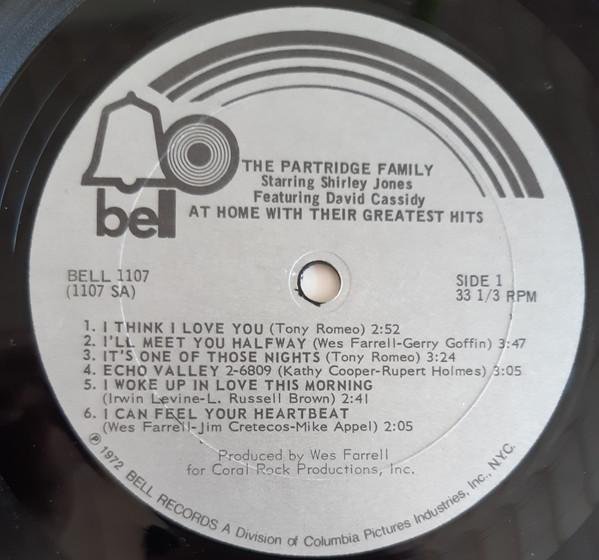 bell
THE PARTRIDGE FAMILY
Starring Shirley Jones
Featuring David Cassidy
AT HOME WITH THEIR GREATEST HITS
BELL 1107
(1107 SA)
SIDE 1
33 1/3 RPM
1. I THINK I LOVE YOU (Tony Romeo) 2:52
2. I'LL MEET YOU HALFWAY (Wes Farrell-Gerry Goffin) 3:47
3. IT'S ONE OF THOSE NIGHTS (Tony Romeo) 3:24
4. ECHO VALLEY 2-6809 (Kathy Cooper-Rupert Holmes) 3:05
5. I WOKE UP IN LOVE THIS MORNING
(Irwin Levine-L. Russell Brown) 2:41
6. I CAN FEEL YOUR HEARTBEAT
(Wes Farrell-Jim Cretecos-Mike Appel) 2:05
Produced by Wes Farrell
for Coral Rock Productions, Inc.
℗ 1972 BELL RECORDS A Division of Columbia Pictures Industries, Inc., N.Y.C.